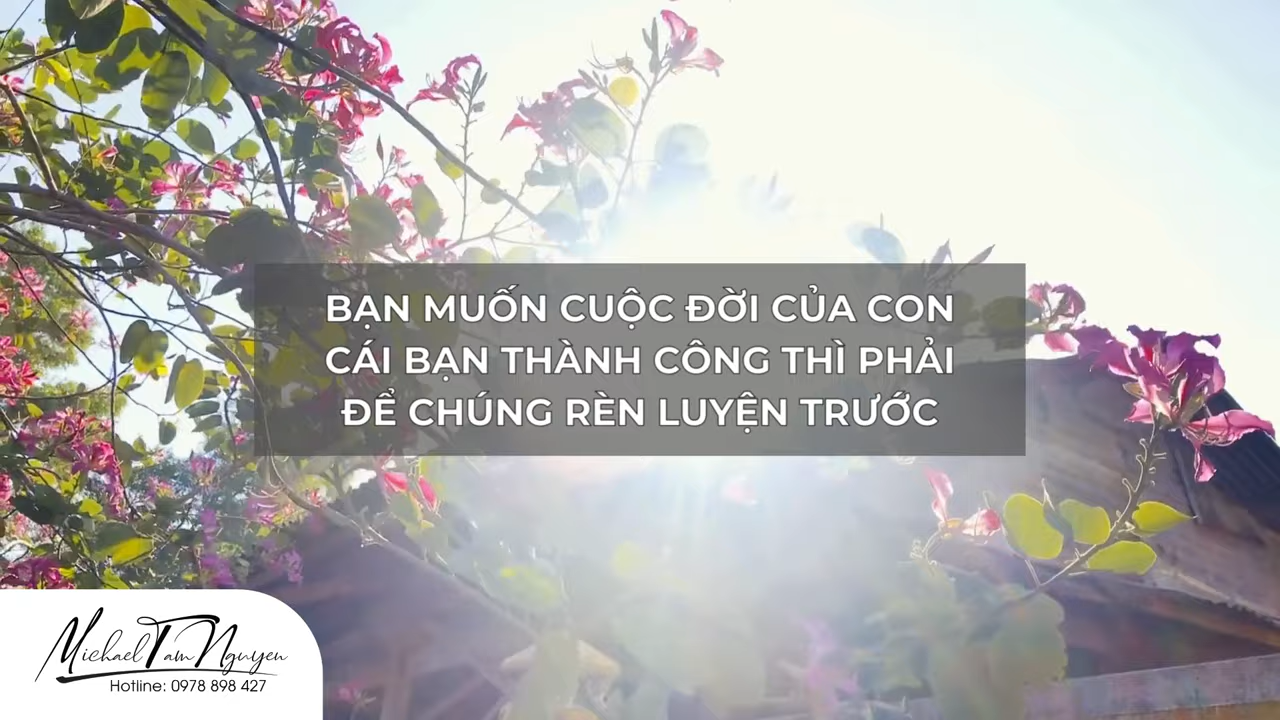 BẠN MUỐN CUỘC ĐỜI CỦA CON
CÁI BẠN THÀNH CÔNG THÌ PHẢI
ĐỂ CHÚNG RÈN LUYỆN TRƯỚC
Michael Tam Nguyen
Hotline: 0978 898 427